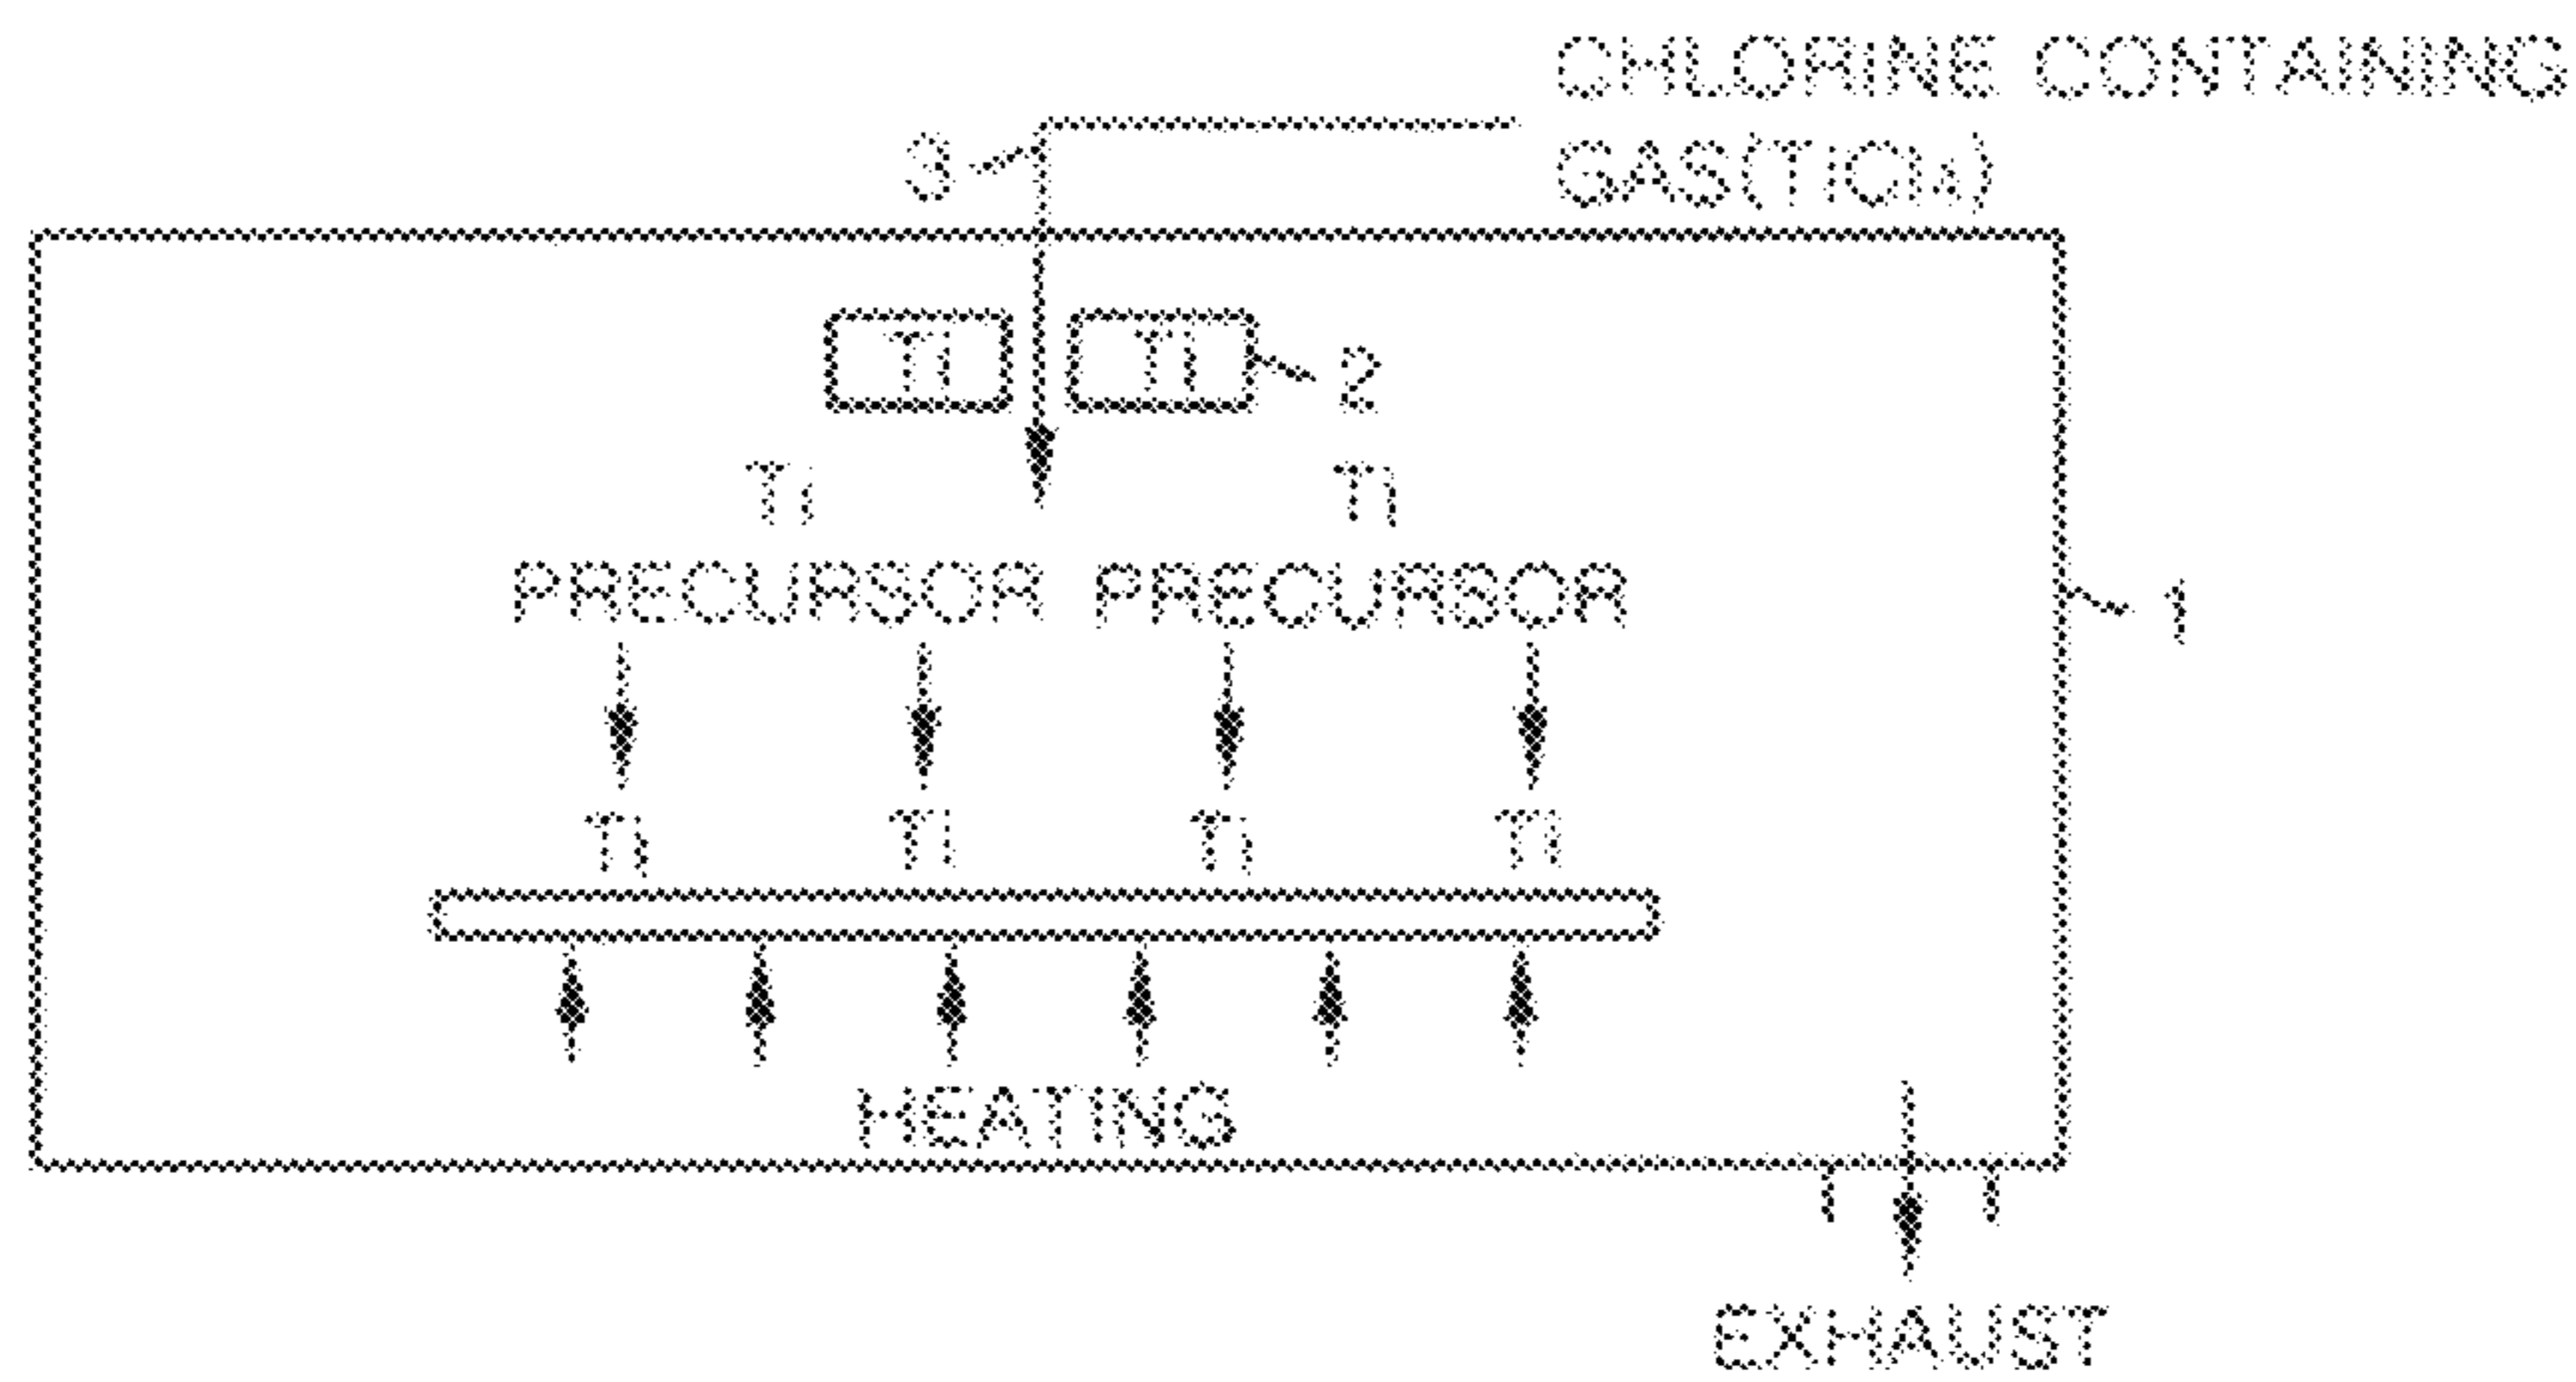 CHLORINE CONTAINING
GAS(TiCl₄)
3
Ti Ti
2
Ti Ti
PRECURSOR PRECURSOR
1
Ti Ti Ti Ti
HEATING
EXHAUST